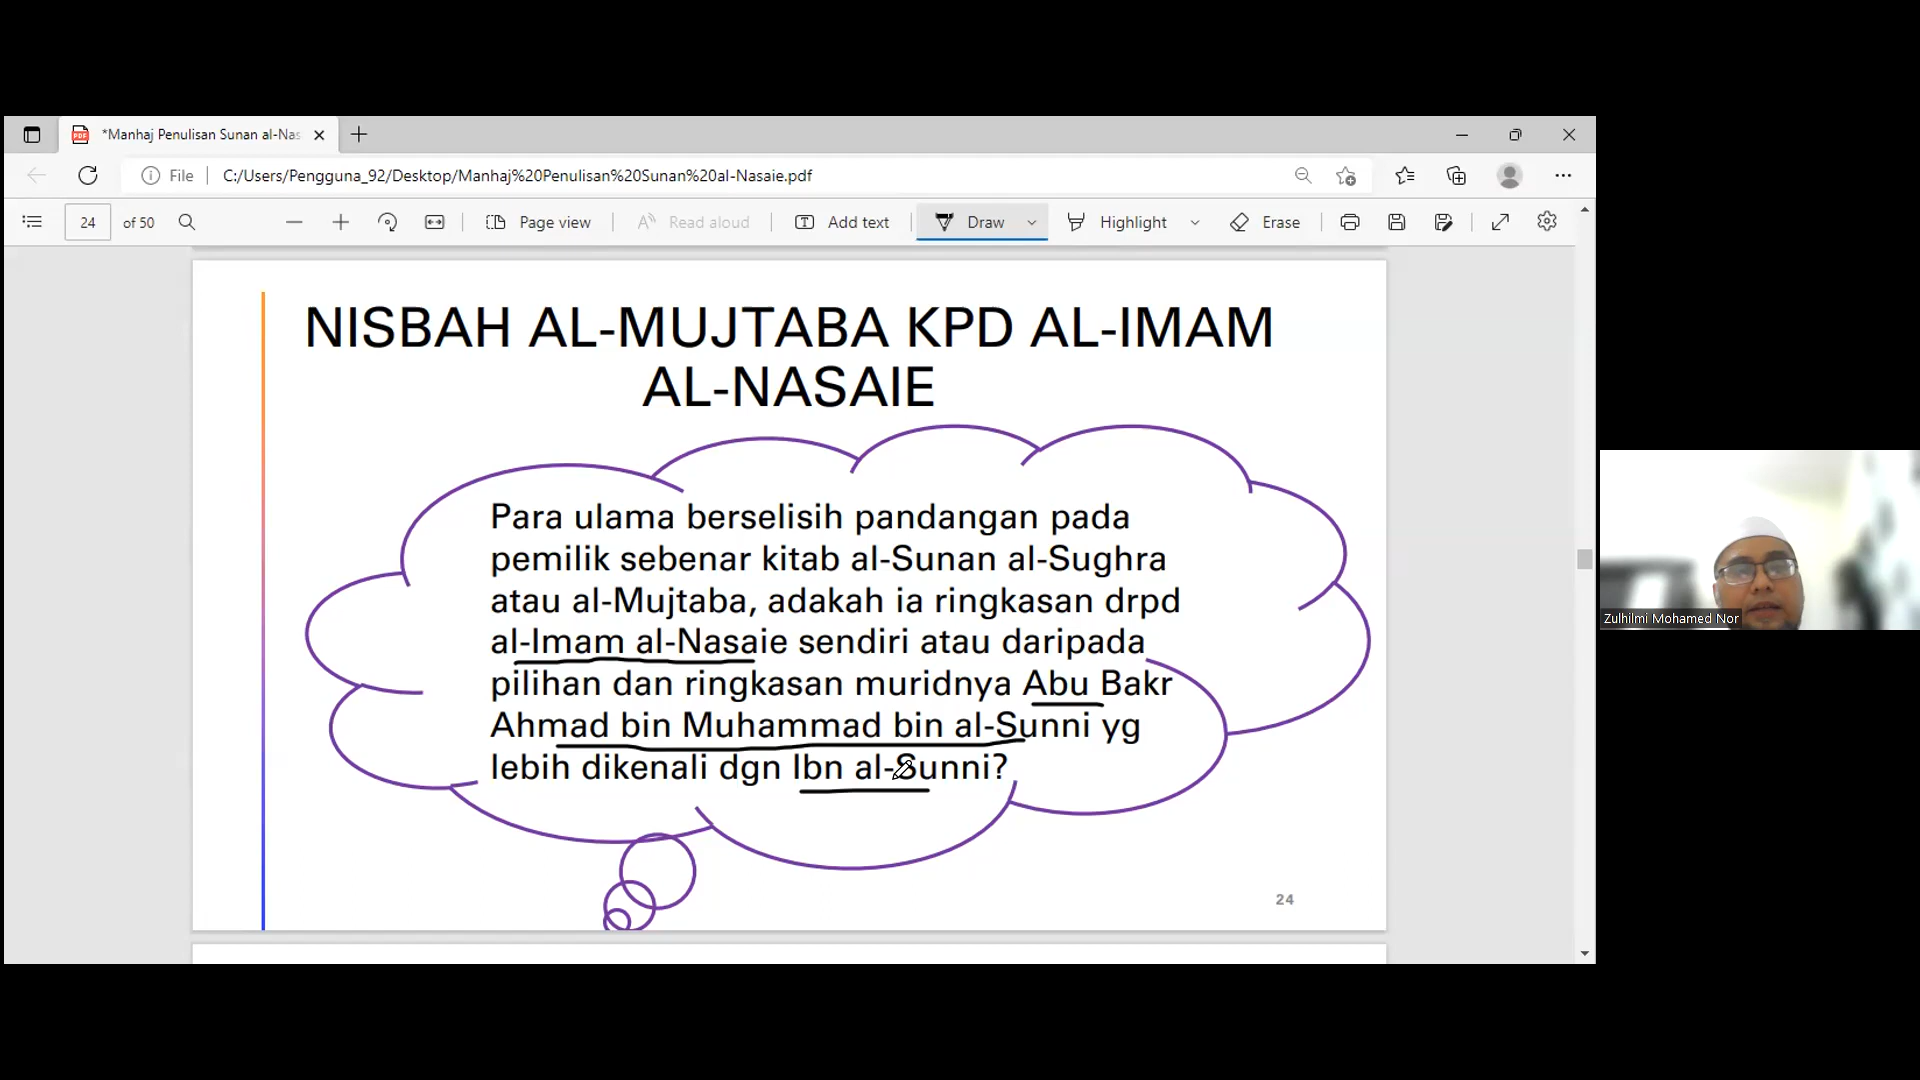 *Manhaj Penulisan Sunan al-Nas
File
C:/Users/Pengguna_92/Desktop/Manhaj%20Penulisan%20Sunan%20al-Nasaie.pdf
24 of 50
Page view
Read aloud
Add text
Draw
Highlight
Erase
NISBAH AL-MUJTABA KPD AL-IMAM
AL-NASAIE
Para ulama berselisih pandangan pada
pemilik sebenar kitab al-Sunan al-Sughra
atau al-Mujtaba, adakah ia ringkasan drpd
al-Imam al-Nasaie sendiri atau daripada
pilihan dan ringkasan muridnya Abu Bakr
Ahmad bin Muhammad bin al-Sunni yg
lebih dikenali dgn Ibn al-Sunni?
24
Zulhilmi Mohamed Nor